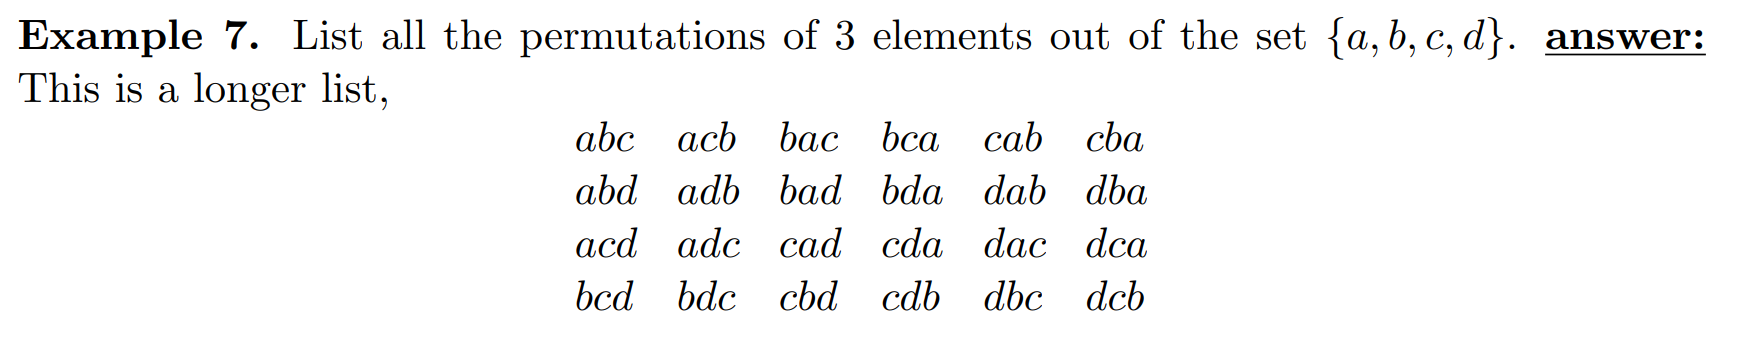 Example 7. List all the permutations of 3 elements out of the set {a, b, c, d}. answer:
This is a longer list,
abc acb bac bca cab cba
abd adb bad bda dab dba
acd adc cad cda dac dca
bcd bdc cbd cdb dbc dcb